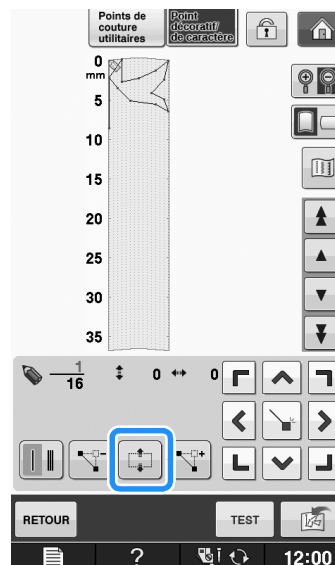 Points de
couture
utilitaires
Point
décoratif/
de caractère
0
mm
5
10
15
20
25
30
35
1
16
0
0
RETOUR
TEST
?
12:00